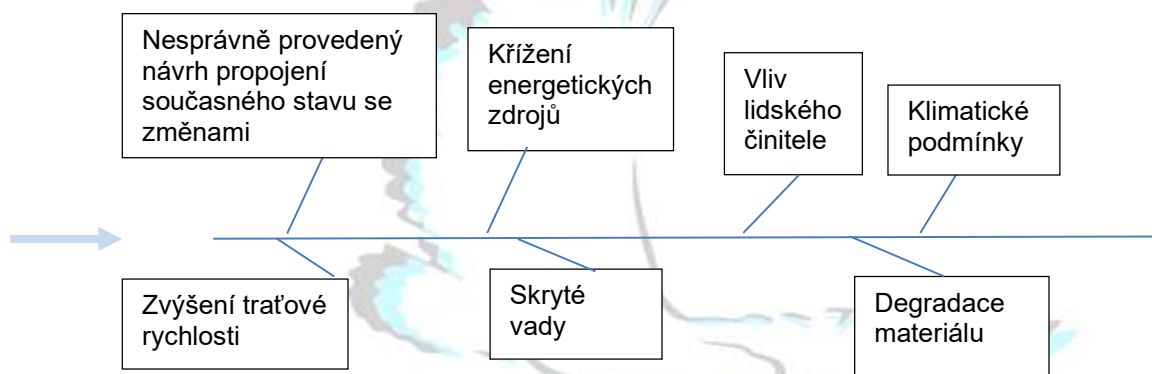 Nesprávně provedený
návrh propojení
současného stavu se
změnami
Křížení
energetických
zdrojů
Vliv
lidského
činitele
Klimatické
podmínky
Zvýšení traťové
rychlosti
Skryté
vady
Degradace
materiálu